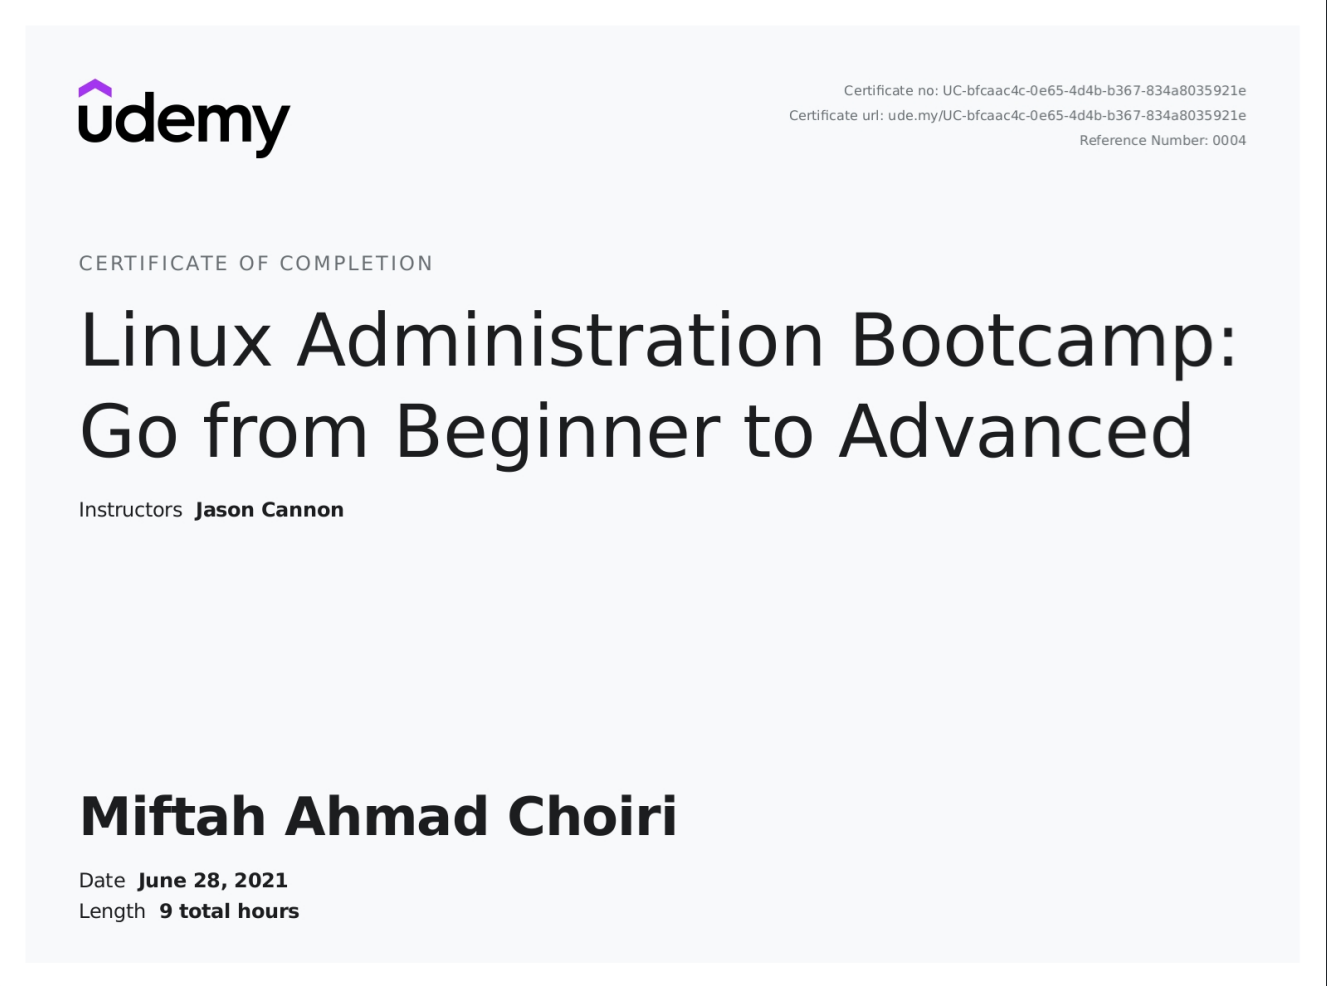 udemy
Certificate no: UC-bfcaac4c-0e65-4d4b-b367-834a8035921e
Certificate url: ude.my/UC-bfcaac4c-0e65-4d4b-b367-834a8035921e
Reference Number: 0004
CERTIFICATE OF COMPLETION
Linux Administration Bootcamp:
Go from Beginner to Advanced
Instructors Jason Cannon
Miftah Ahmad Choiri
Date June 28, 2021
Length 9 total hours